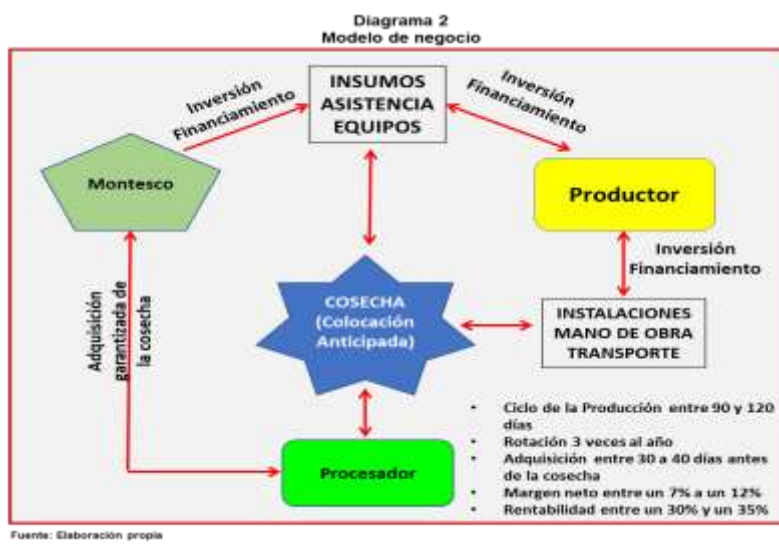 Diagrama 2
Modelo de negocio
Inversión
Financiamiento
INSUMOS
ASISTENCIA
EQUIPOS
Inversión
Financiamiento
Montesco
Productor
Inversión
Financiamiento
Adquisición
garantizada de
la cosecha
COSECHA
(Colocación
Anticipada)
INSTALACIONES
MANO DE OBRA
TRANSPORTE
Procesador
• Ciclo de la Producción entre 90 y 120
días
• Rotación 3 veces al año
• Adquisición entre 30 a 40 días antes
de la cosecha
• Margen neto entre un 7% a un 12%
• Rentabilidad entre un 30% y un 35%
Fuente: Elaboración propia